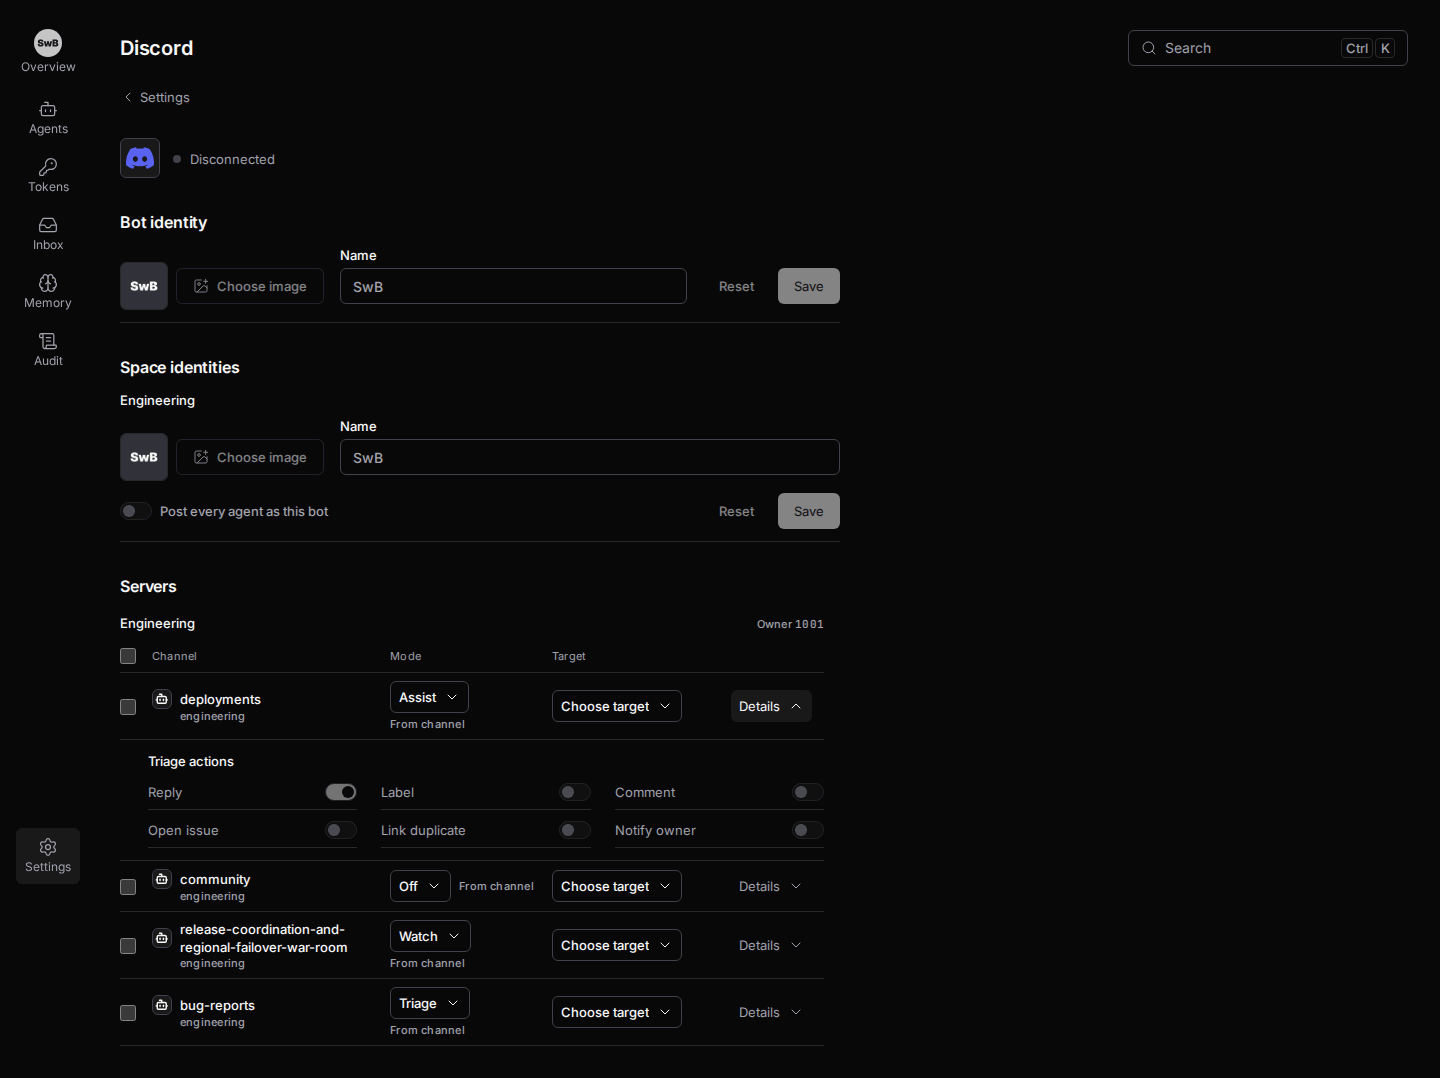 SwB
Overview
Agents
Tokens
Inbox
Memory
Audit
Settings
Discord
Search
Ctrl K
Settings
Disconnected
Bot identity
Name
SwB
Choose image
SwB
Reset
Save
Space identities
Engineering
Name
SwB
Choose image
SwB
Post every agent as this bot
Reset
Save
Servers
Engineering
Owner 1001
Channel Mode Target
deployments
engineering
Assist
From channel
Choose target
Details
Triage actions
Reply
Label
Comment
Open issue
Link duplicate
Notify owner
community
engineering
Off
From channel
Choose target
Details
release-coordination-and-
regional-failover-war-room
engineering
Watch
From channel
Choose target
Details
bug-reports
engineering
Triage
From channel
Choose target
Details